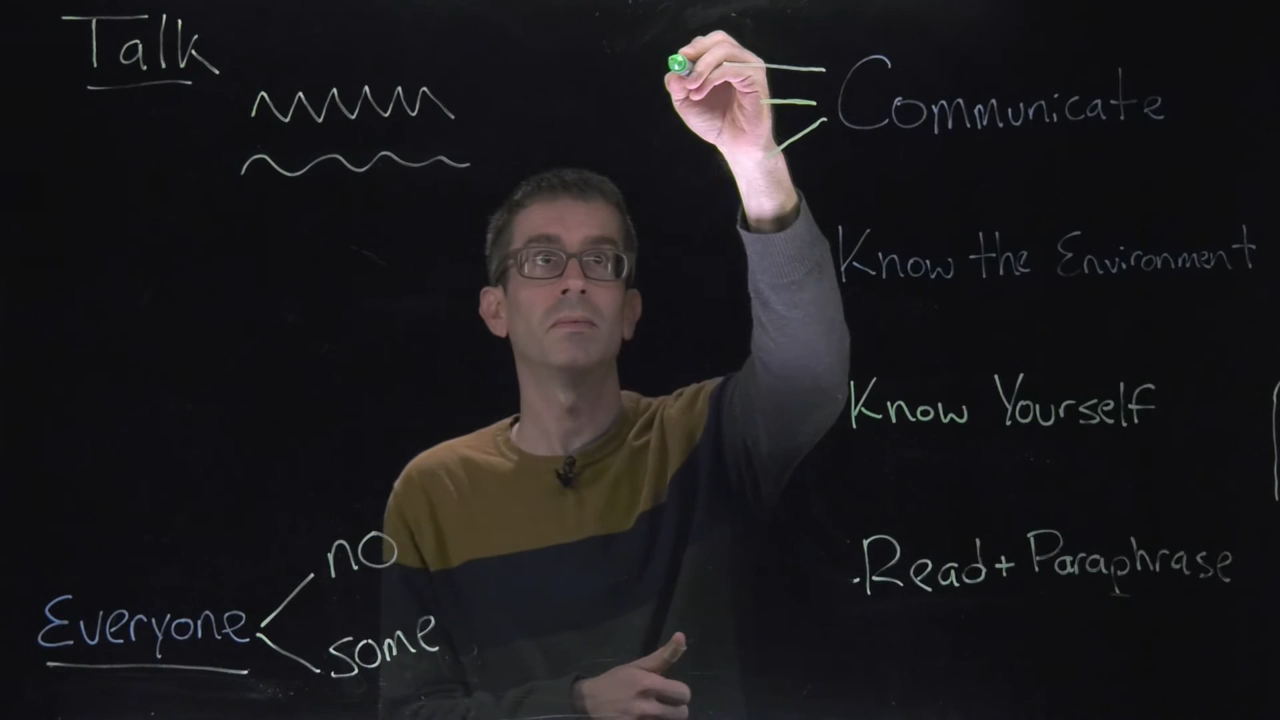 Talk
Communicate
Know the Environment
Know Yourself
Read + Paraphrase
no
Everyone
some